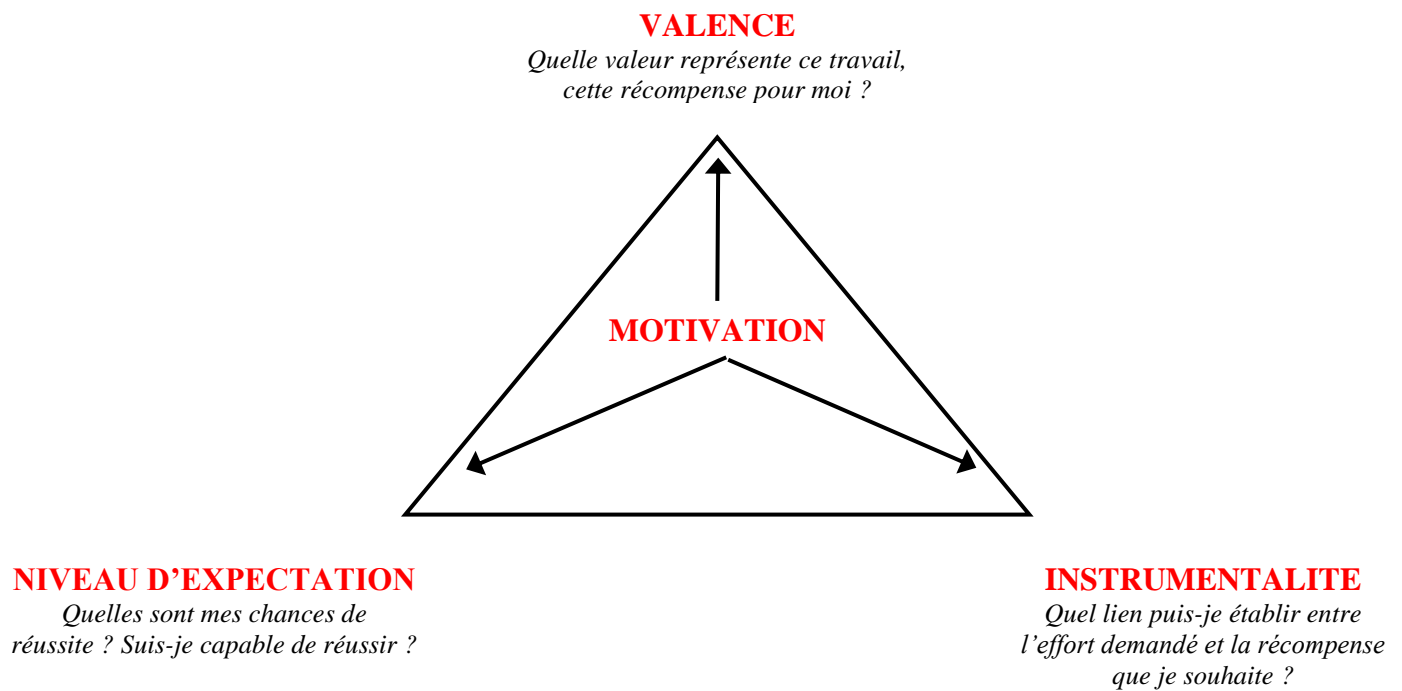 VALENCE
Quelle valeur représente ce travail,
cette récompense pour moi ?
MOTIVATION
NIVEAU D’EXPECTATION
Quelles sont mes chances de
réussite ? Suis-je capable de réussir ?
INSTRUMENTALITE
Quel lien puis-je établir entre
l’effort demandé et la récompense
que je souhaite ?